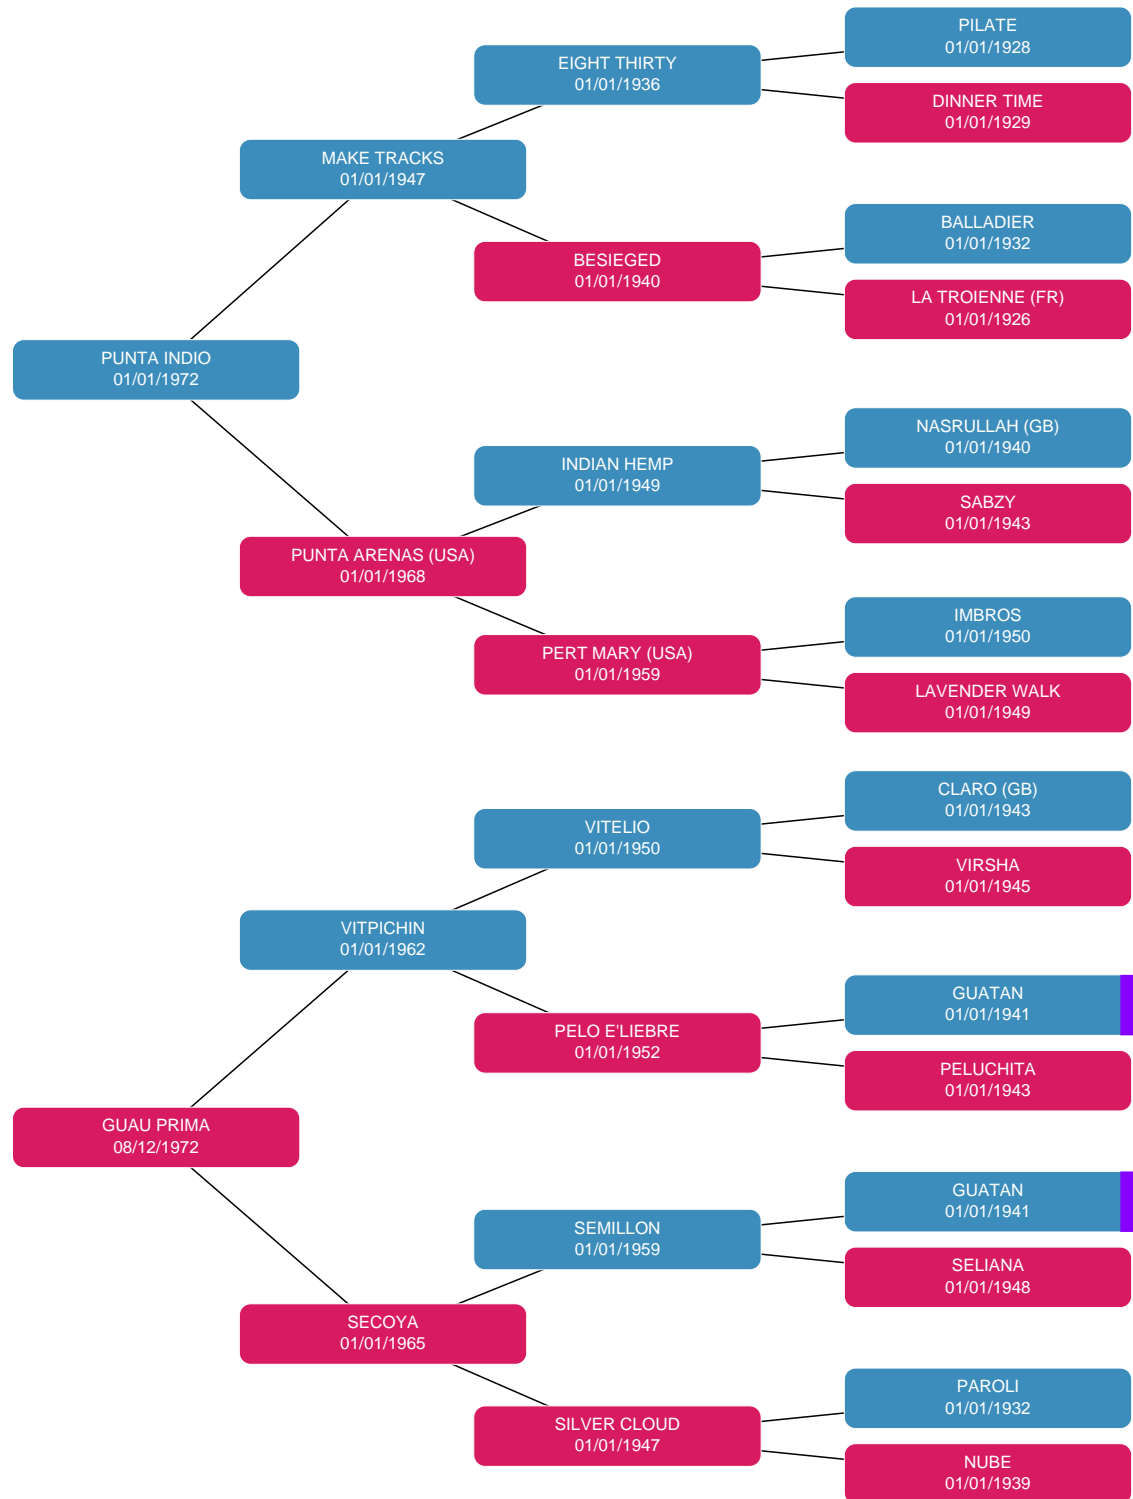 PILATE
01/01/1928
EIGHT THIRTY
01/01/1936
DINNER TIME
01/01/1929
MAKE TRACKS
01/01/1947
BALLADIER
01/01/1932
BESIEGED
01/01/1940
LA TROIENNE (FR)
01/01/1926
PUNTA INDIO
01/01/1972
NASRULLAH (GB)
01/01/1940
INDIAN HEMP
01/01/1949
SABZY
01/01/1943
PUNTA ARENAS (USA)
01/01/1968
IMBROS
01/01/1950
PERT MARY (USA)
01/01/1959
LAVENDER WALK
01/01/1949
CLARO (GB)
01/01/1943
VITELIO
01/01/1950
VIRSHA
01/01/1945
VITPICHIN
01/01/1962
GUATAN
01/01/1941
PELO E'LIEBRE
01/01/1952
PELUCHITA
01/01/1943
GUAU PRIMA
08/12/1972
GUATAN
01/01/1941
SEMILLON
01/01/1959
SELIANA
01/01/1948
SECOYA
01/01/1965
PAROLI
01/01/1932
SILVER CLOUD
01/01/1947
NUBE
01/01/1939